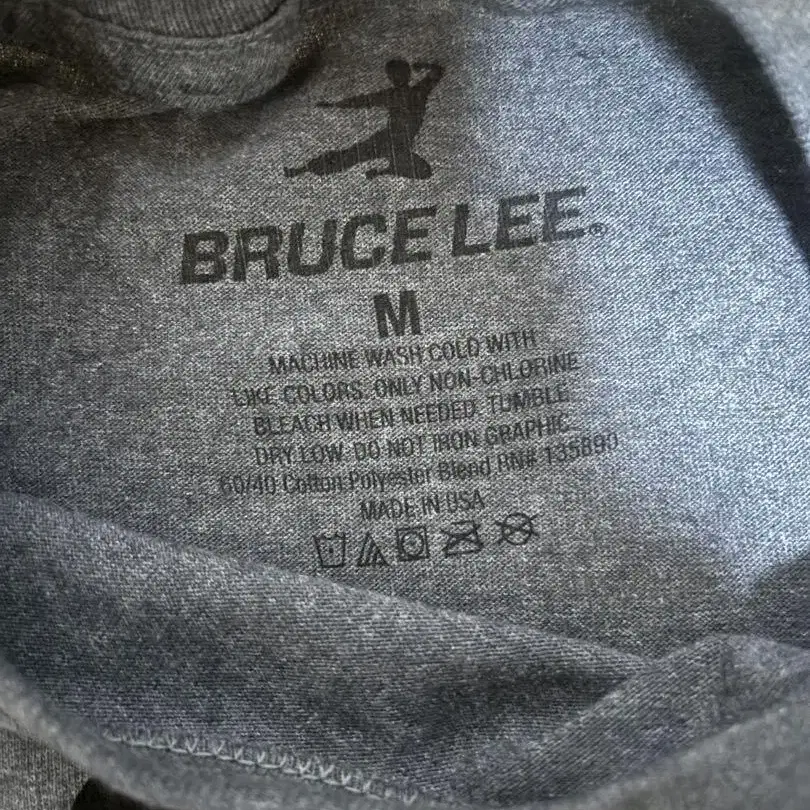 BRUCE LEE®
M
MACHINE WASH COLD WITH
LIKE COLORS. ONLY NON-CHLORINE
BLEACH WHEN NEEDED. TUMBLE
DRY LOW. DO NOT IRON GRAPHIC.
60/40 Cotton Polyester Blend RN# 135890
MADE IN USA